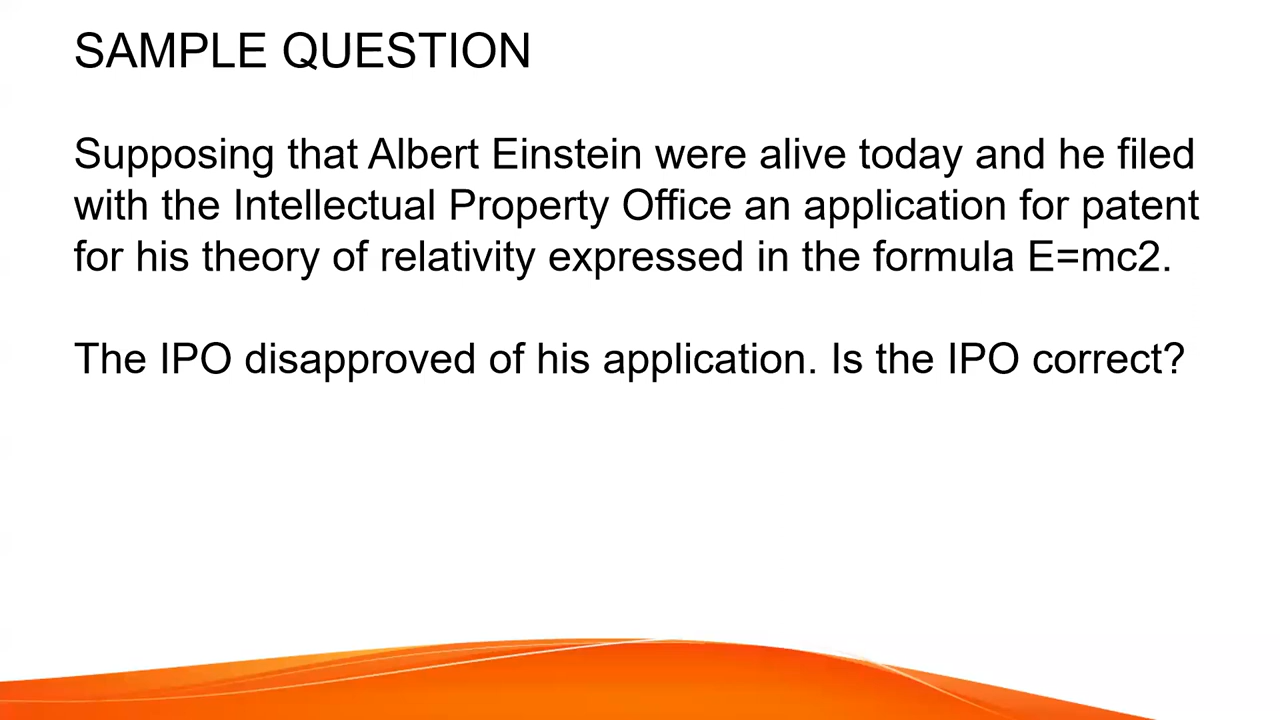 SAMPLE QUESTION
Supposing that Albert Einstein were alive today and he filed
with the Intellectual Property Office an application for patent
for his theory of relativity expressed in the formula E=mc2.
The IPO disapproved of his application. Is the IPO correct?